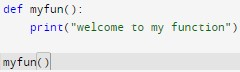 def myfun():
    print("welcome to my function")
myfun()